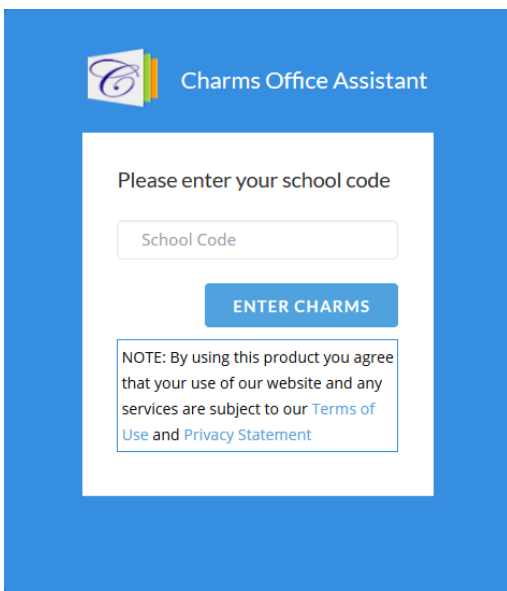 C
Charms Office Assistant
Please enter your school code
School Code
ENTER CHARMS
NOTE: By using this product you agree
that your use of our website and any
services are subject to our Terms of
Use and Privacy Statement